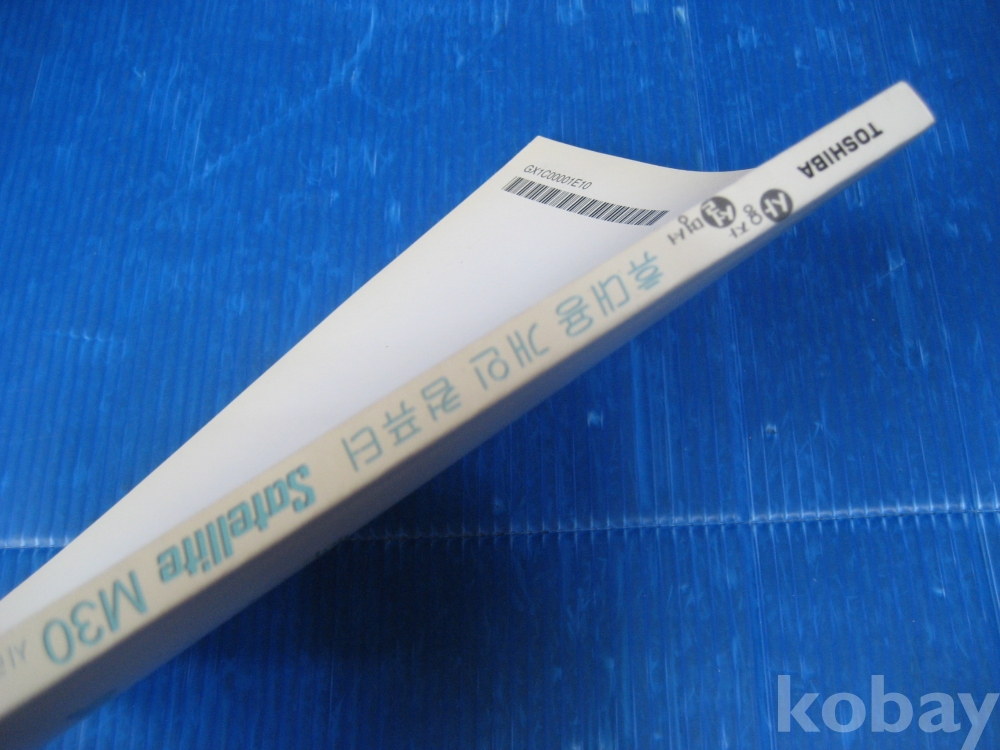 GX1C00001E10
TOSHIBA
사용자 설명서
휴대용 개인 컴퓨터
Satellite M30
kobay